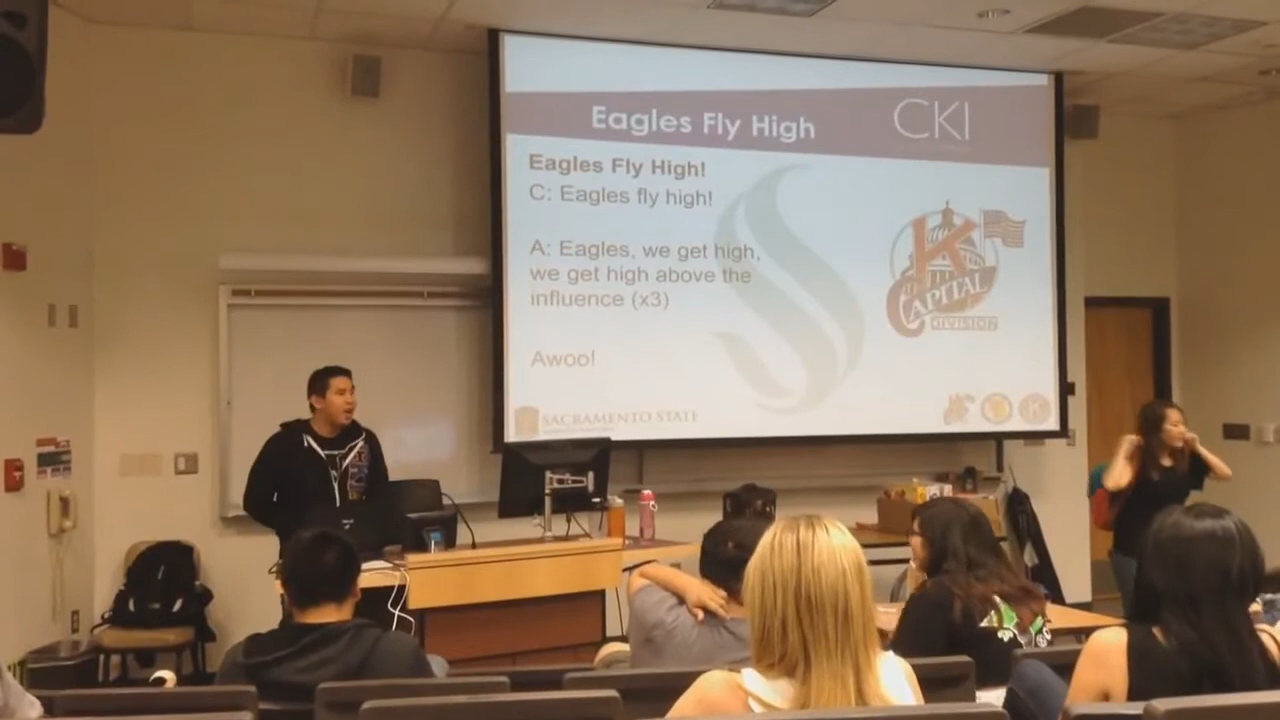 Eagles Fly High
CKI
Eagles Fly High!
C: Eagles fly high!
A: Eagles, we get high,
we get high above the
influence (x3)
Awoo!
K
CAPITAL
DIVISION
SACRAMENTO STATE
K